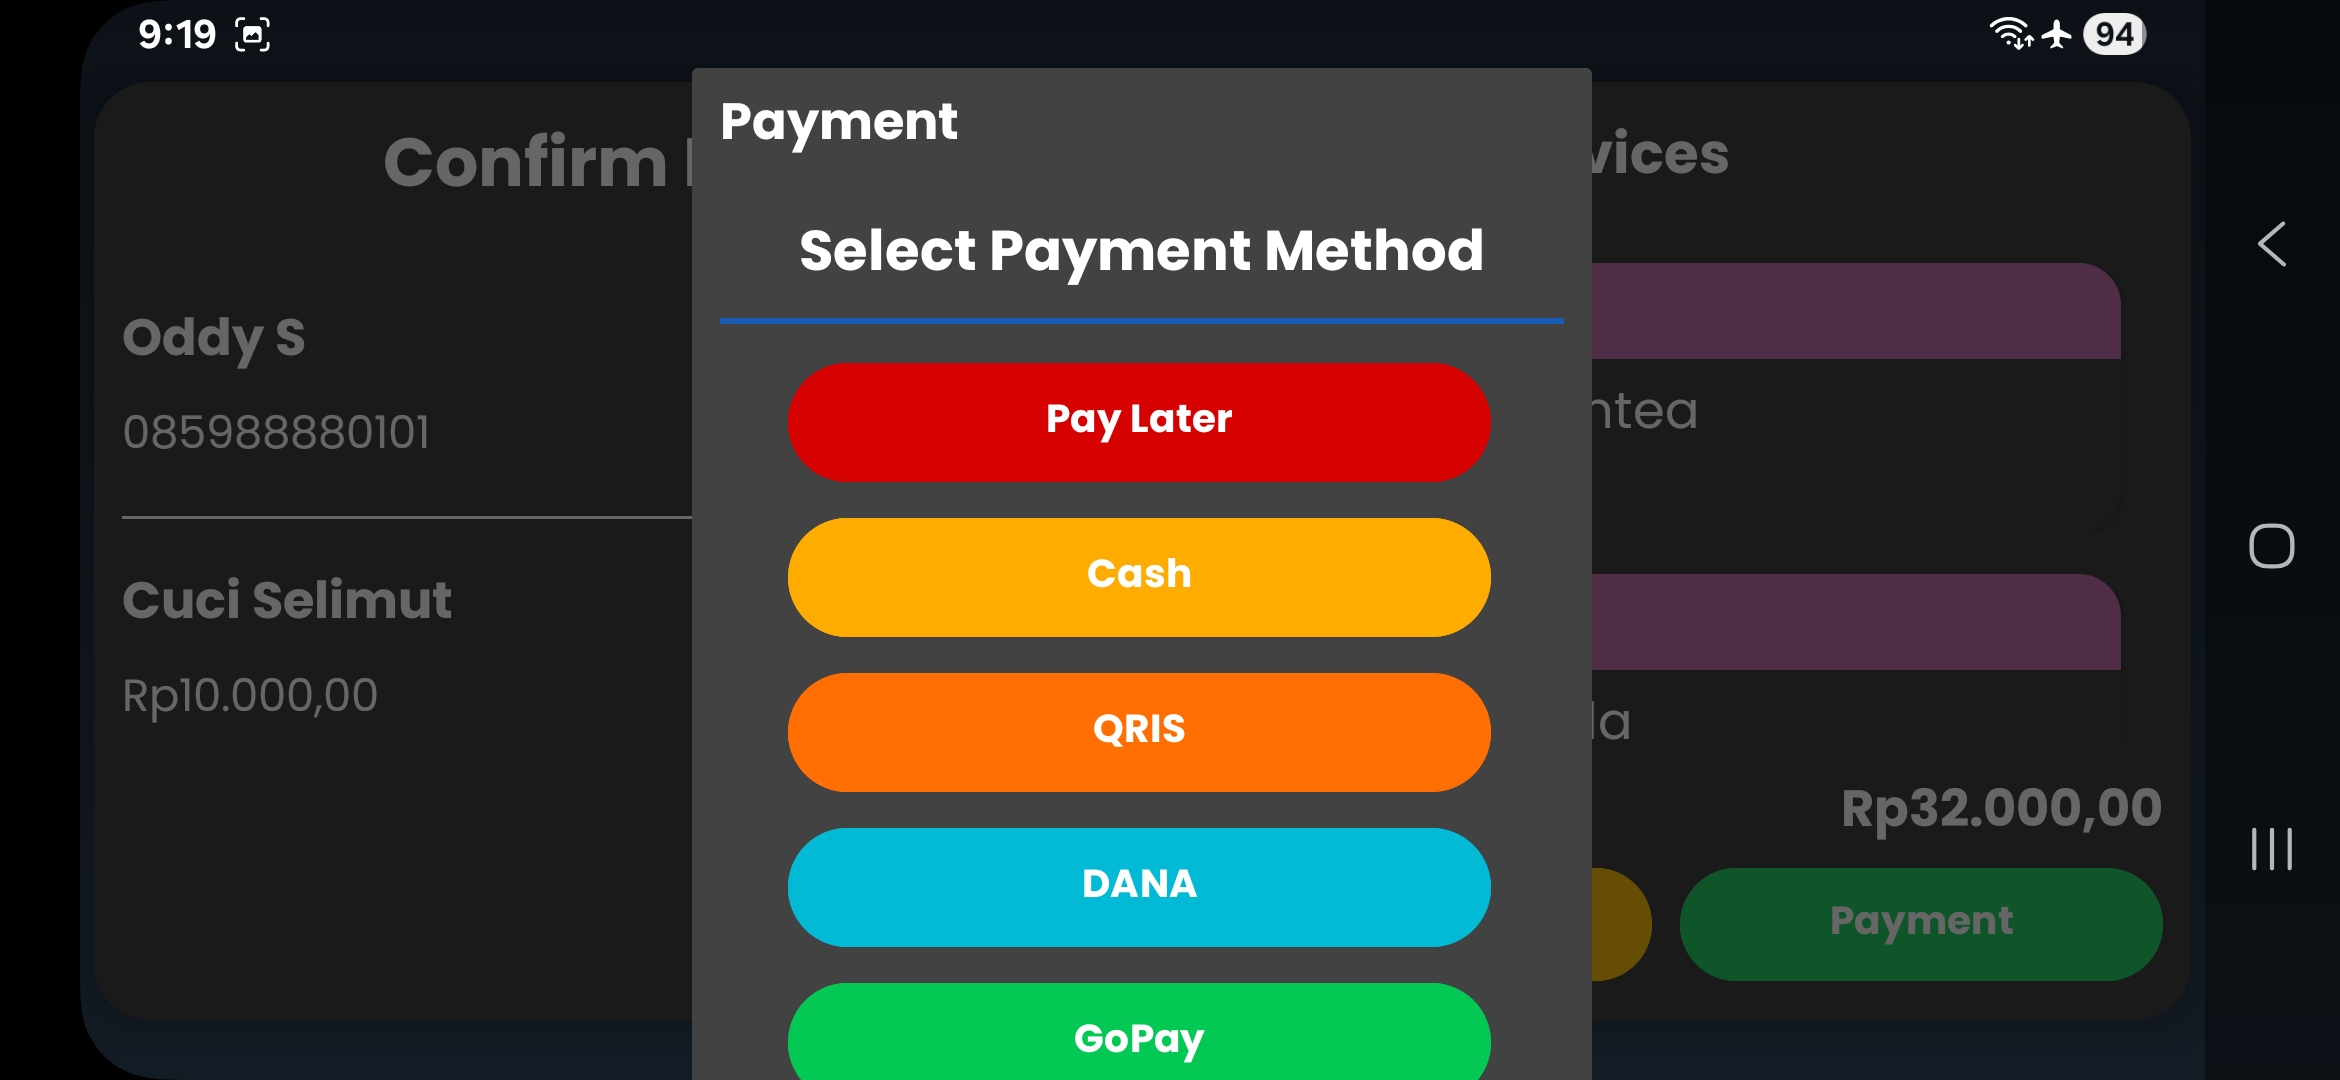 9:19
94
Payment
Select Payment Method
Pay Later
Cash
QRIS
DANA
GoPay
Confirm
Oddy S
085988880101
Cuci Selimut
Rp10.000,00
vices
ntea
la
Rp32.000,00
Payment